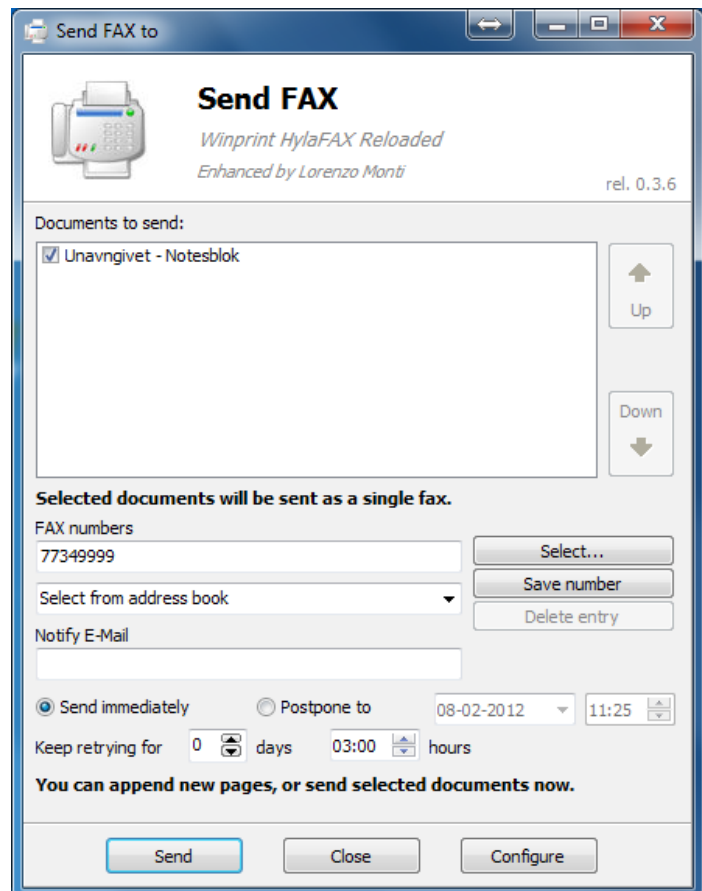 Send FAX to
Send FAX
Winprint HylaFAX Reloaded
Enhanced by Lorenzo Monti
rel. 0.3.6
Documents to send:
Unavngivet - Notesblok
Up
Down
Selected documents will be sent as a single fax.
FAX numbers
77349999
Select...
Save number
Select from address book
Delete entry
Notify E-Mail
Send immediately Postpone to 08-02-2012 11:25
Keep retrying for 0 days 03:00 hours
You can append new pages, or send selected documents now.
Send Close Configure